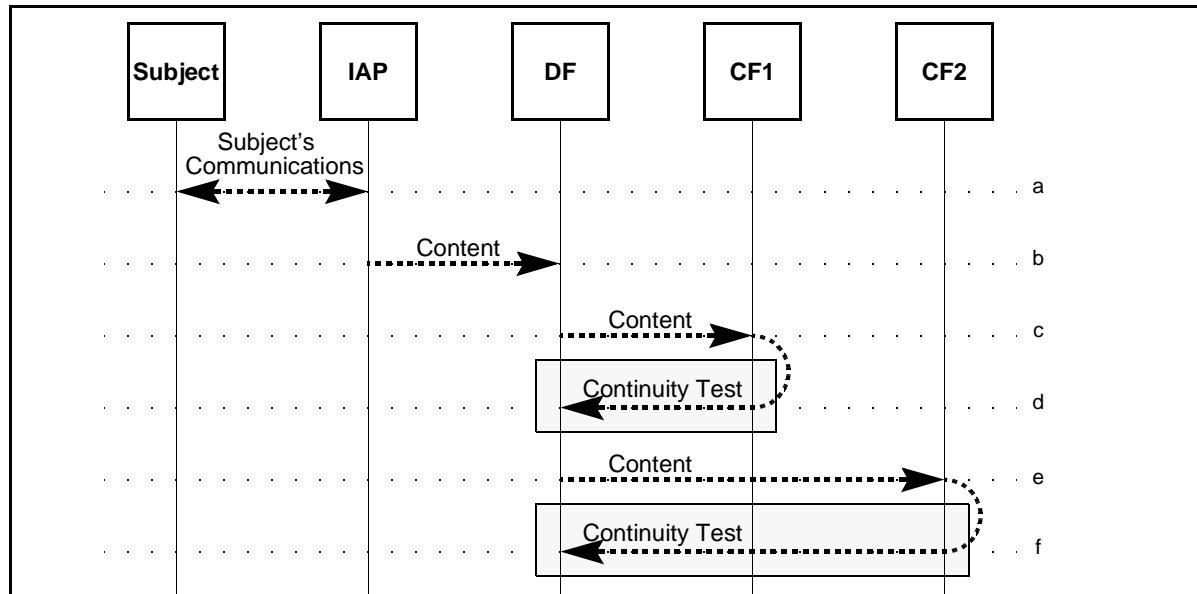 Subject IAP DF CF1 CF2
Subject's
Communications
a
Content
b
Content
c
Continuity Test
d
Content
e
Continuity Test
f